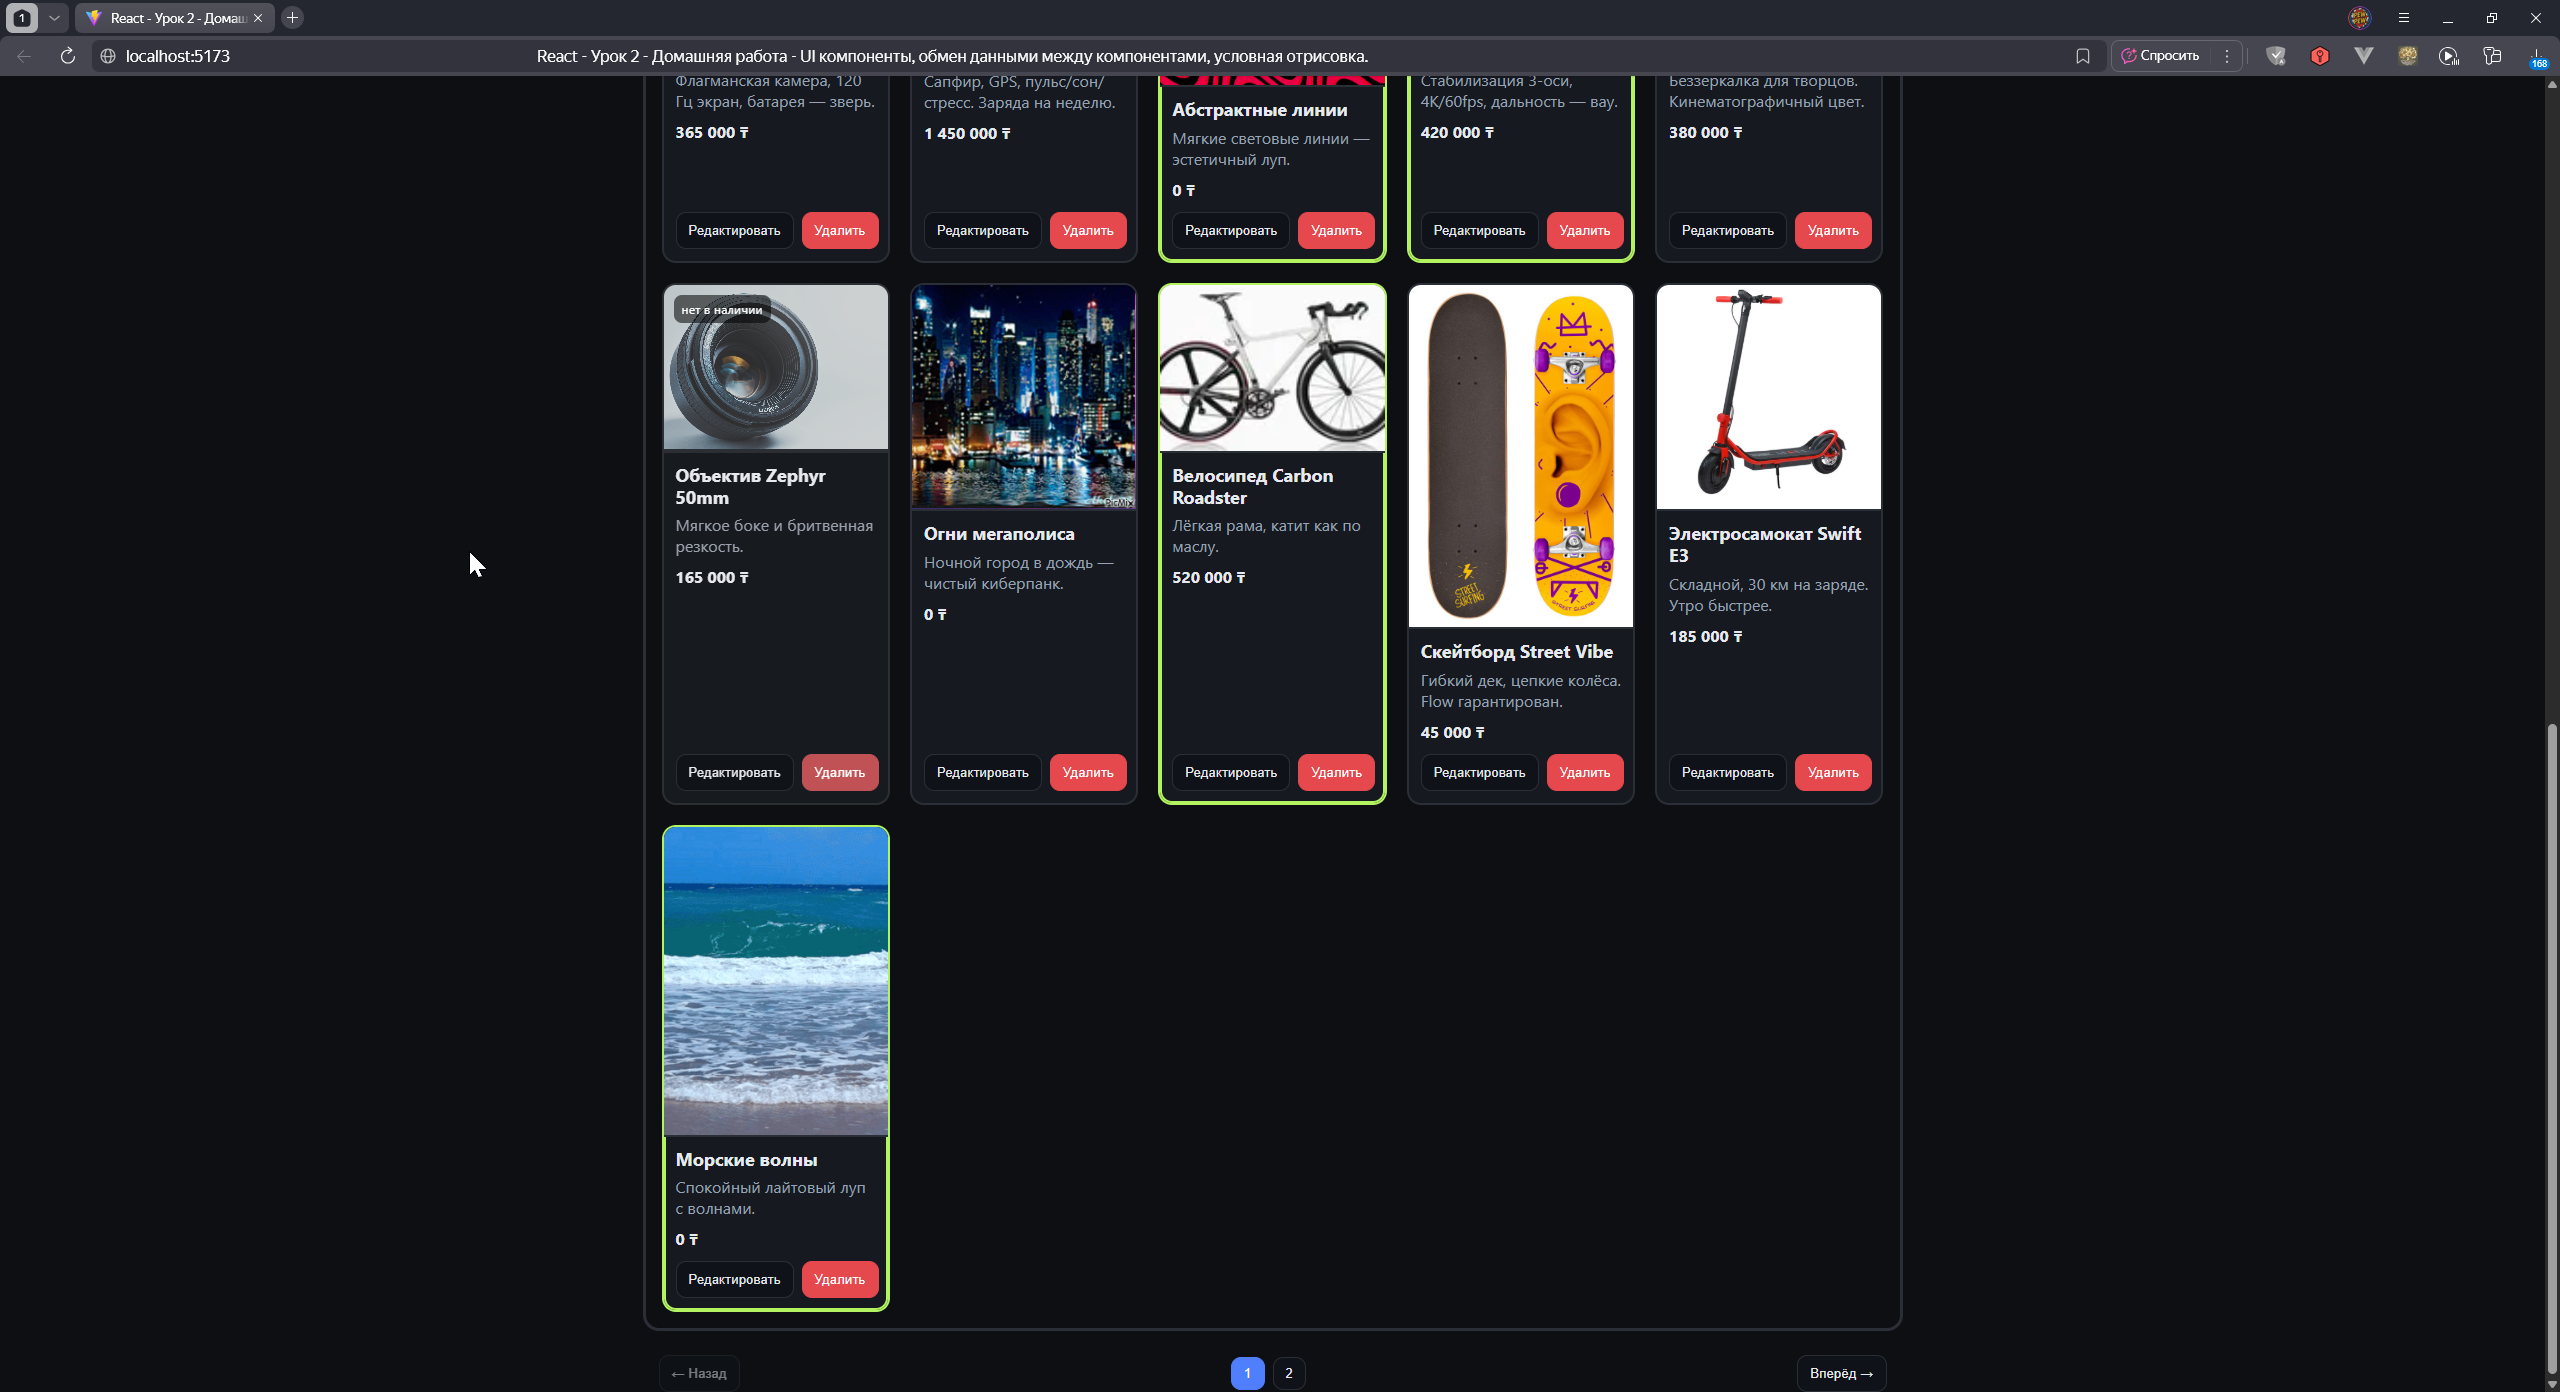 1
React - Урок 2 - Домаш
localhost:5173
React - Урок 2 - Домашняя работа - UI компоненты, обмен данными между компонентами, условная отрисовка.
Спросить
168
Флагманская камера, 120
Гц экран, батарея — зверь.
365 000 ₸
Редактировать
Удалить
Сапфир, GPS, пульс/сон/
стресс. Заряда на неделю.
1 450 000 ₸
Редактировать
Удалить
Абстрактные линии
Мягкие световые линии —
эстетичный луп.
0 ₸
Редактировать
Удалить
Стабилизация 3-оси,
4K/60fps, дальность — вау.
420 000 ₸
Редактировать
Удалить
Беззеркалка для творцов.
Кинематографичный цвет.
380 000 ₸
Редактировать
Удалить
нет в наличии
Объектив Zephyr
50mm
Мягкое боке и бритвенная
резкость.
165 000 ₸
Редактировать
Удалить
PicMix
Огни мегаполиса
Ночной город в дождь —
чистый киберпанк.
0 ₸
Редактировать
Удалить
Велосипед Carbon
Roadster
Лёгкая рама, катит как по
маслу.
520 000 ₸
Редактировать
Удалить
STREET
SURFING
STREET SURFING
Скейтборд Street Vibe
Гибкий дек, цепкие колёса.
Flow гарантирован.
45 000 ₸
Редактировать
Удалить
Электросамокат Swift
E3
Складной, 30 км на заряде.
Утро быстрее.
185 000 ₸
Редактировать
Удалить
Морские волны
Спокойный лайтовый луп
с волнами.
0 ₸
Редактировать
Удалить
← Назад
1
2
Вперёд →